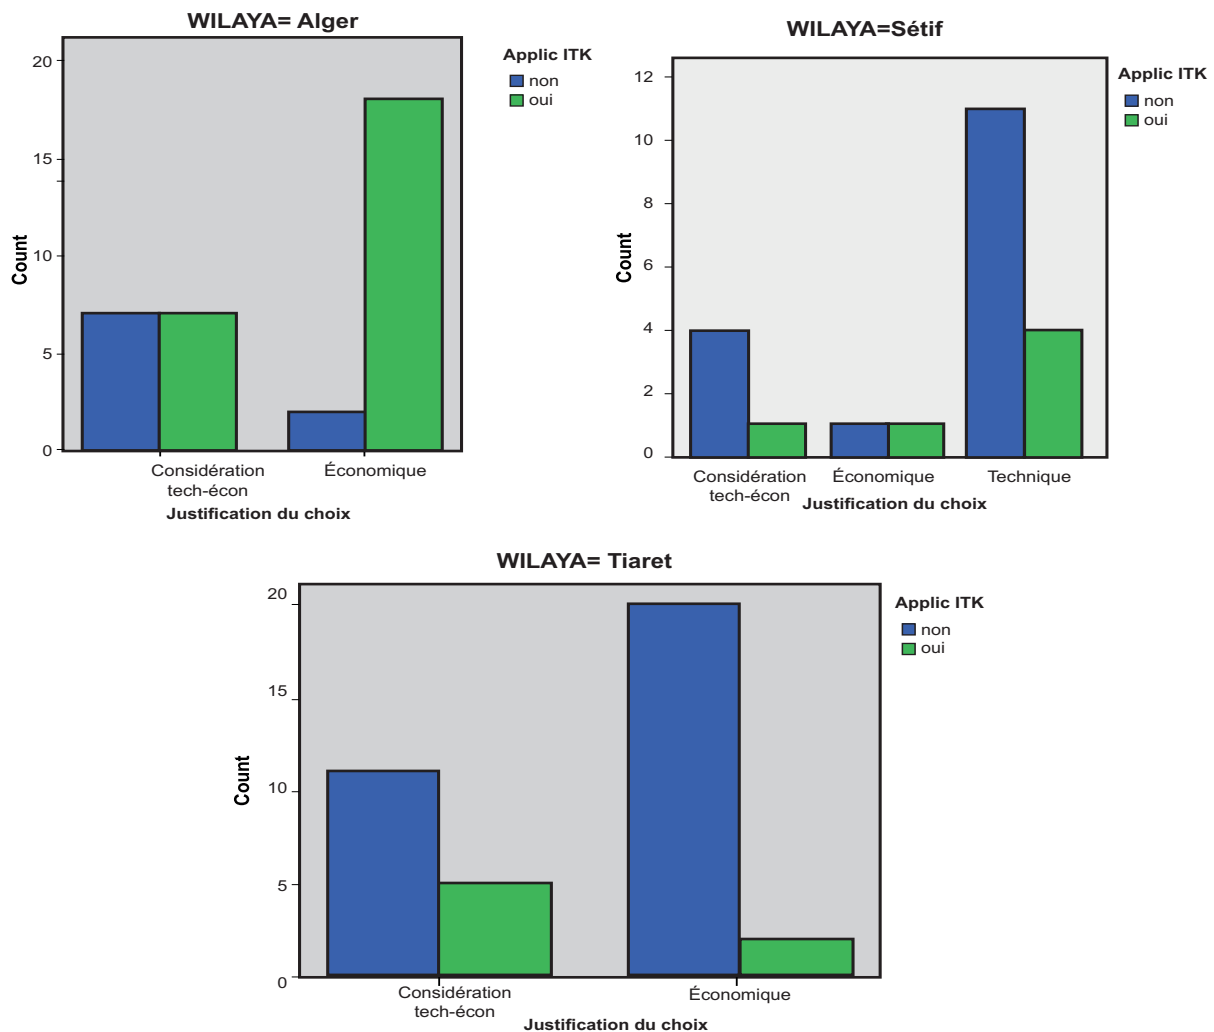 WILAYA= Alger
Applic ITK
non
oui
20
15
10
5
0
Count
Considération
tech-écon
Économique
Justification du choix
WILAYA=Sétif
Applic ITK
non
oui
12
10
8
6
4
2
0
Count
Considération
tech-écon
Économique
Technique
Justification du choix
WILAYA= Tiaret
Applic ITK
non
oui
20
15
10
5
0
Count
Considération
tech-écon
Économique
Justification du choix